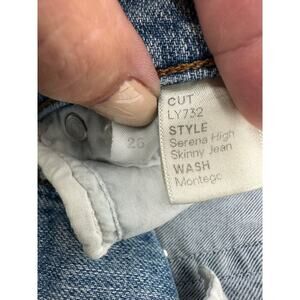 CUT
LY732
STYLE
Serena High
Skinny Jean
WASH
Montego
26